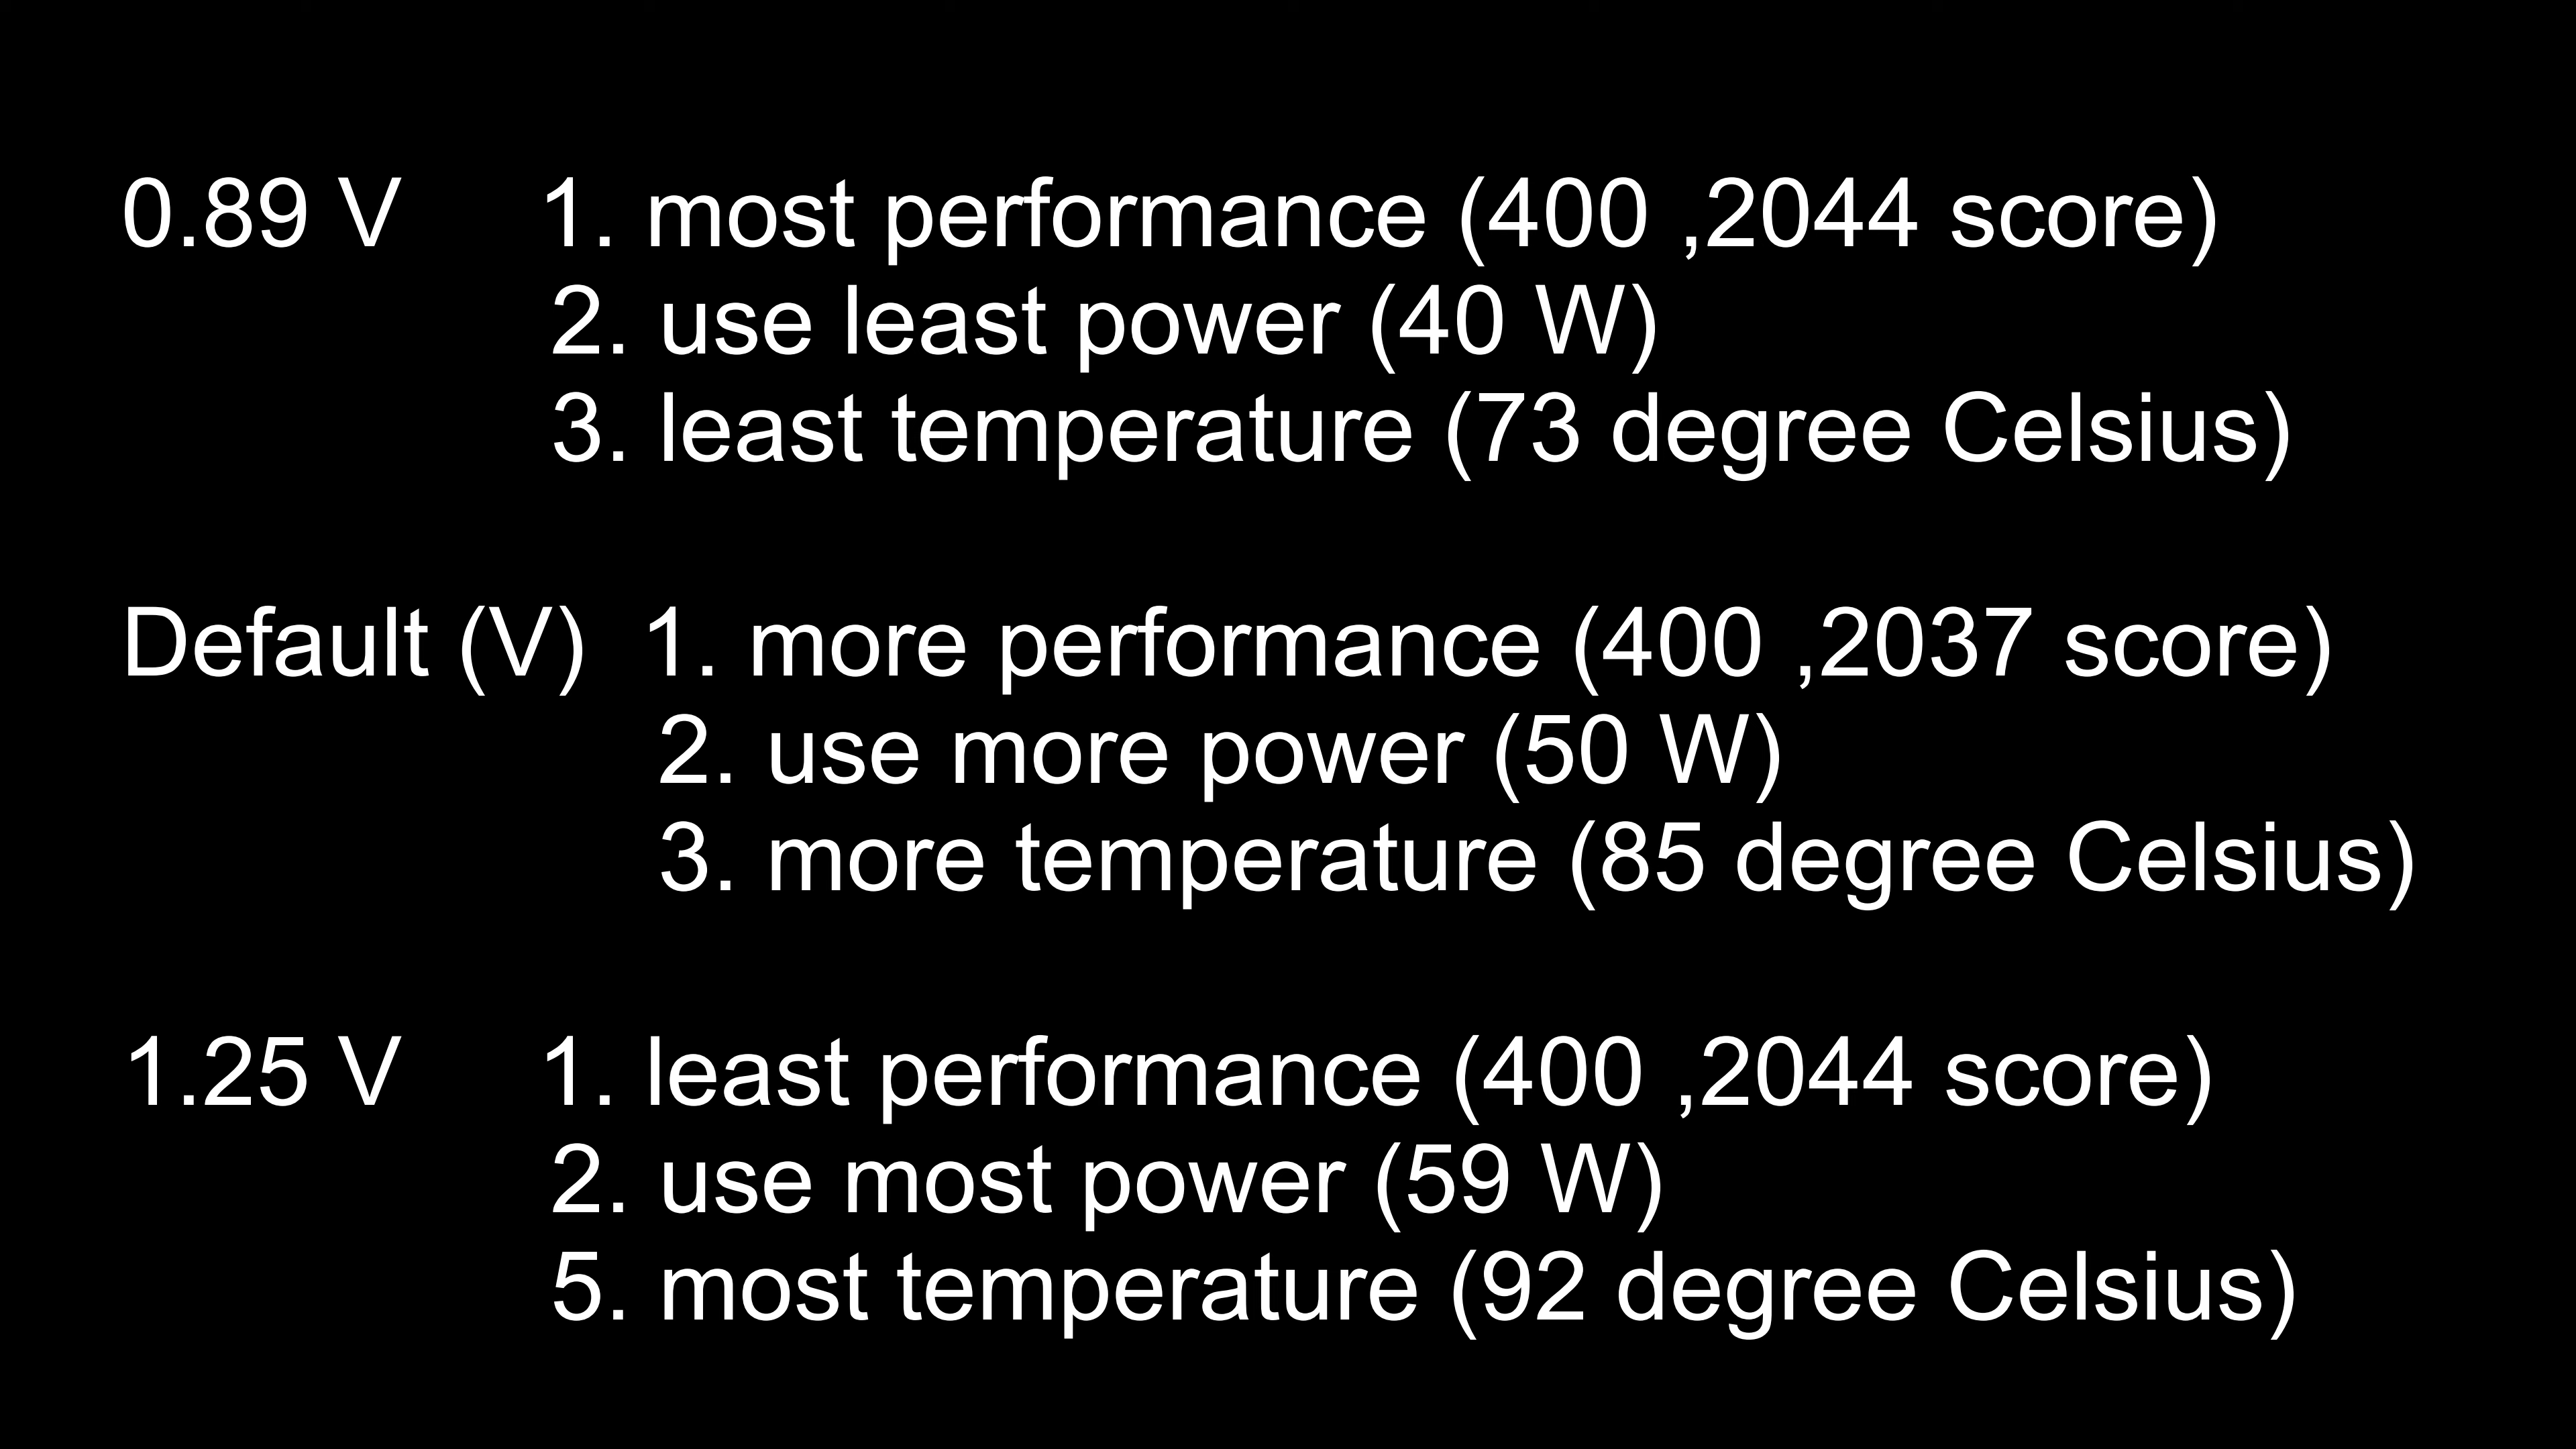 0.89 V 1. most performance (400 ,2044 score)
2. use least power (40 W)
3. least temperature (73 degree Celsius)
Default (V) 1. more performance (400 ,2037 score)
2. use more power (50 W)
3. more temperature (85 degree Celsius)
1.25 V 1. least performance (400 ,2044 score)
2. use most power (59 W)
5. most temperature (92 degree Celsius)